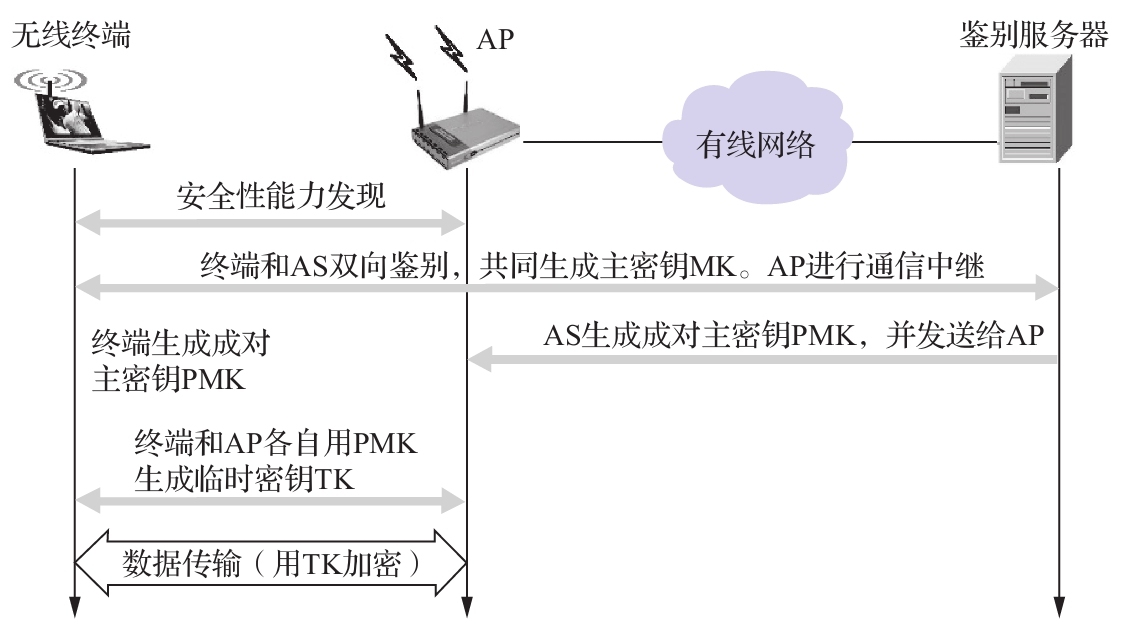 无线终端
AP
鉴别服务器
有线网络
安全性能力发现
终端和AS双向鉴别，共同生成主密钥MK。AP进行通信中继
AS生成成对主密钥PMK，并发送给AP
终端生成成对
主密钥PMK
终端和AP各自用PMK
生成临时密钥TK
数据传输（用TK加密）